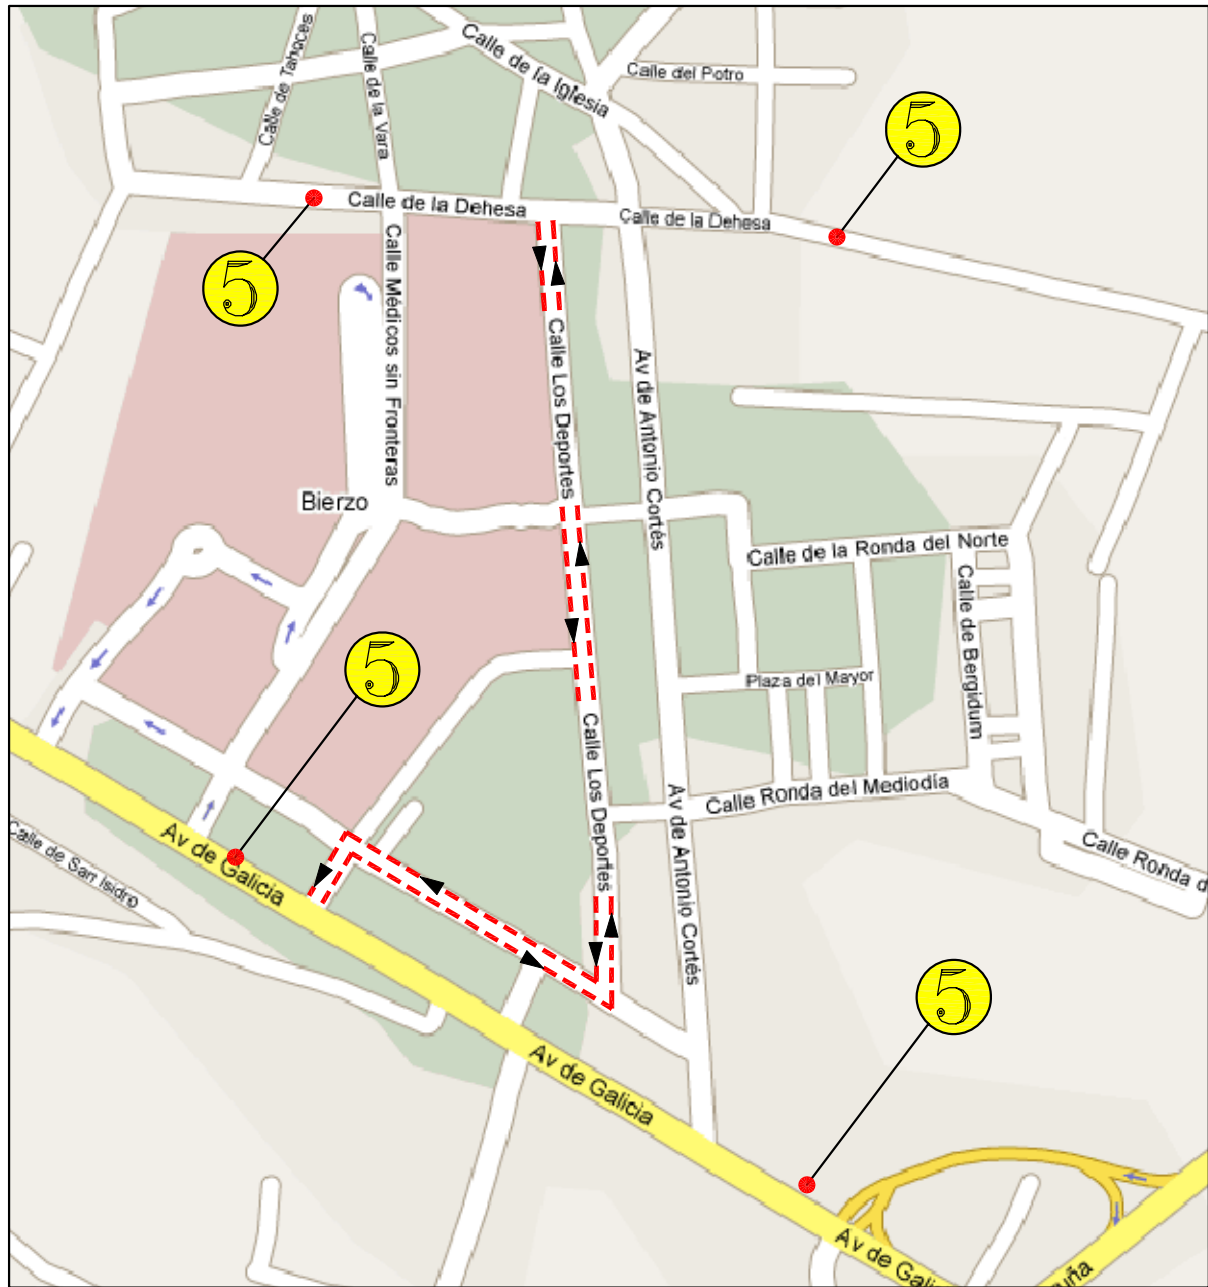 Calle de Tahoces
Calle de la Vara
Calle de la Iglesia
Calle del Potro
5
Calle de la Dehesa
Calle de la Dehesa
5
Calle Médicos sin Fronteras
Calle Los Deportes
Av de Antonio Cortés
Bierzo
Calle de la Ronda del Norte
Calle de Bergidum
5
Plaza del Mayor
Calle Los Deportes
Calle Ronda del Mediodía
Av de Antonio Cortés
Calle Ronda d
Av de Galicia
Calle de San Isidro
5
Av de Galicia
Av de Gali
uña